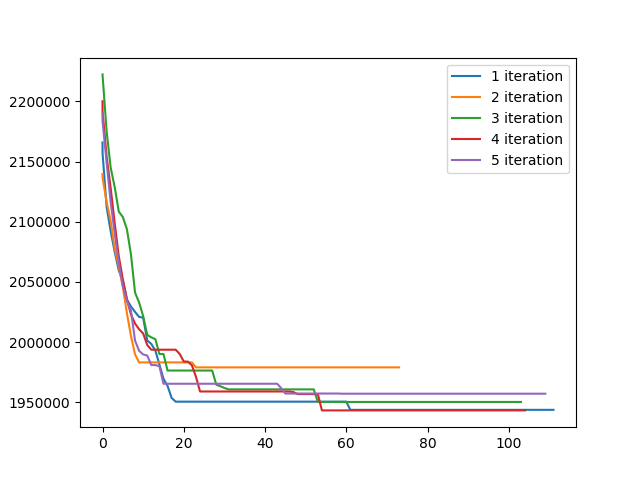 2200000
2150000
2100000
2050000
2000000
1950000
0
20
40
60
80
100
1 iteration
2 iteration
3 iteration
4 iteration
5 iteration